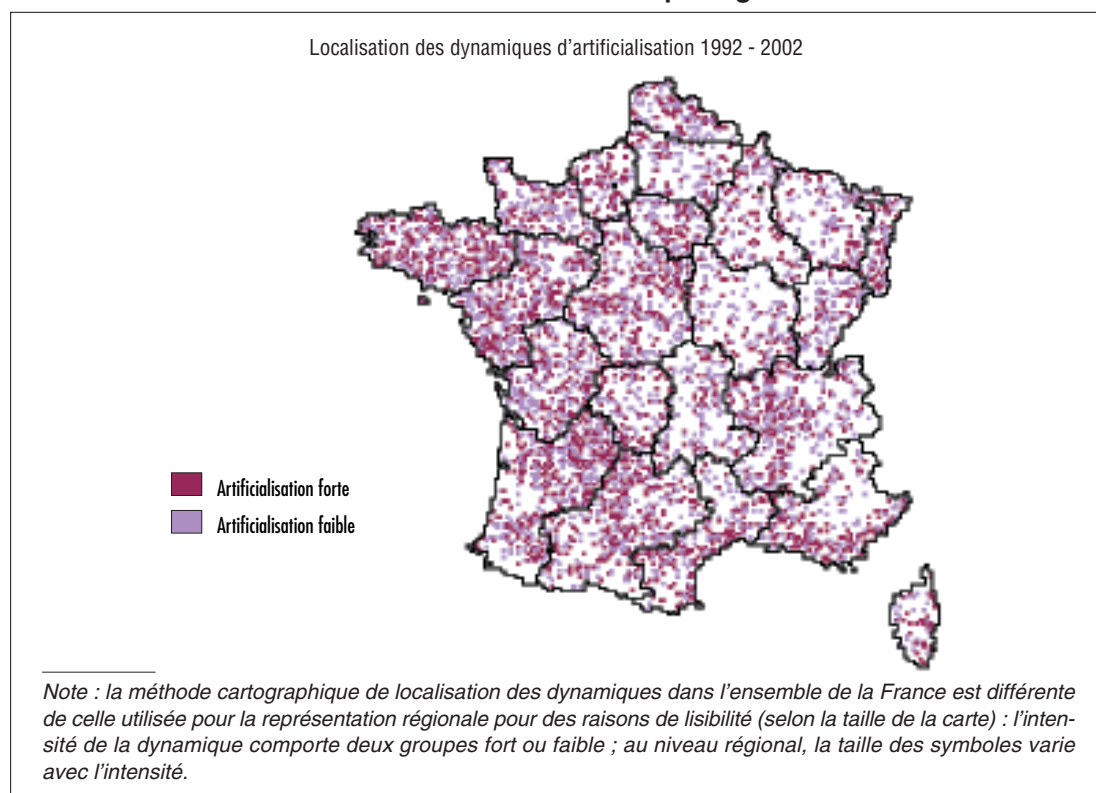 Localisation des dynamiques d'artificialisation 1992 - 2002
Artificialisation forte
Artificialisation faible
Note : la méthode cartographique de localisation des dynamiques dans l'ensemble de la France est différente
de celle utilisée pour la représentation régionale pour des raisons de lisibilité (selon la taille de la carte) : l'inten-
sité de la dynamique comporte deux groupes fort ou faible ; au niveau régional, la taille des symboles varie
avec l'intensité.